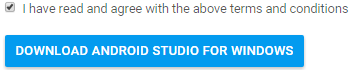 I have read and agree with the above terms and conditions
DOWNLOAD ANDROID STUDIO FOR WINDOWS